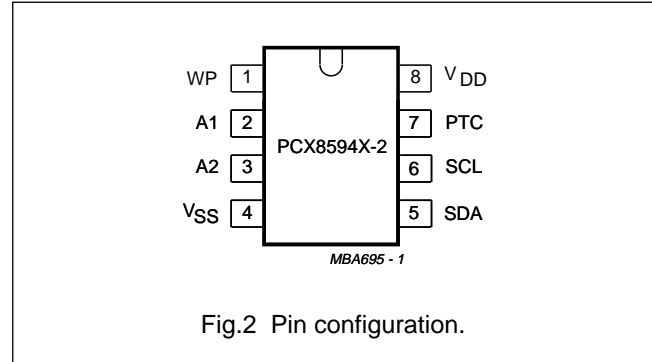 WP 1 8 VDD
A1 2 7 PTC
PCX8594X-2
A2 3 6 SCL
VSS 4 5 SDA
MBA695 - 1
Fig.2 Pin configuration.